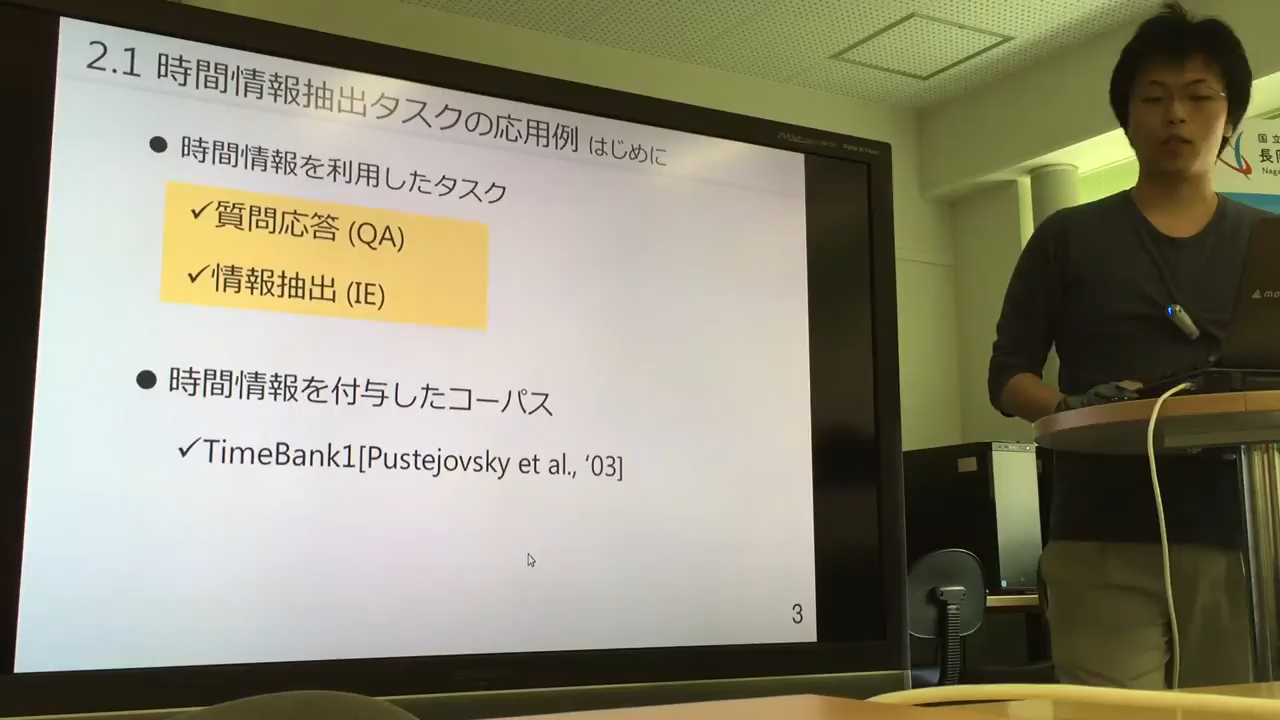 2.1 時間情報抽出タスクの応用例 はじめに
● 時間情報を利用したタスク
✓質問応答 (QA)
✓情報抽出 (IE)
● 時間情報を付与したコーパス
✓TimeBank1[Pustejovsky et al., ‘03]
3
国立